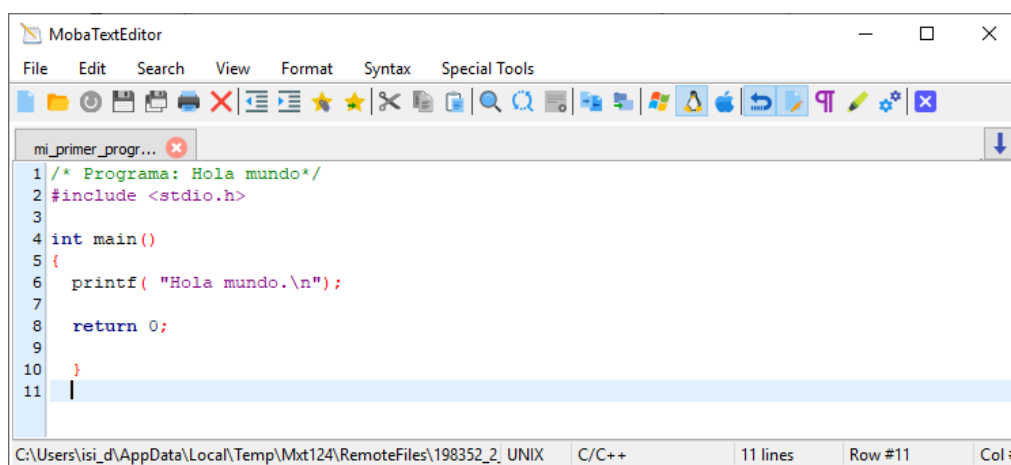 MobaTextEditor
File Edit Search View Format Syntax Special Tools
mi_primer_progr...
1 /* Programa: Hola mundo*/
2 #include <stdio.h>
3
4 int main()
5 {
6 printf( "Hola mundo.\n");
7
8 return 0;
9
10 }
11
C:\Users\isi_d\AppData\Local\Temp\Mxt124\RemoteFiles\198352_2_ UNIX C/C++ 11 lines Row #11 Col